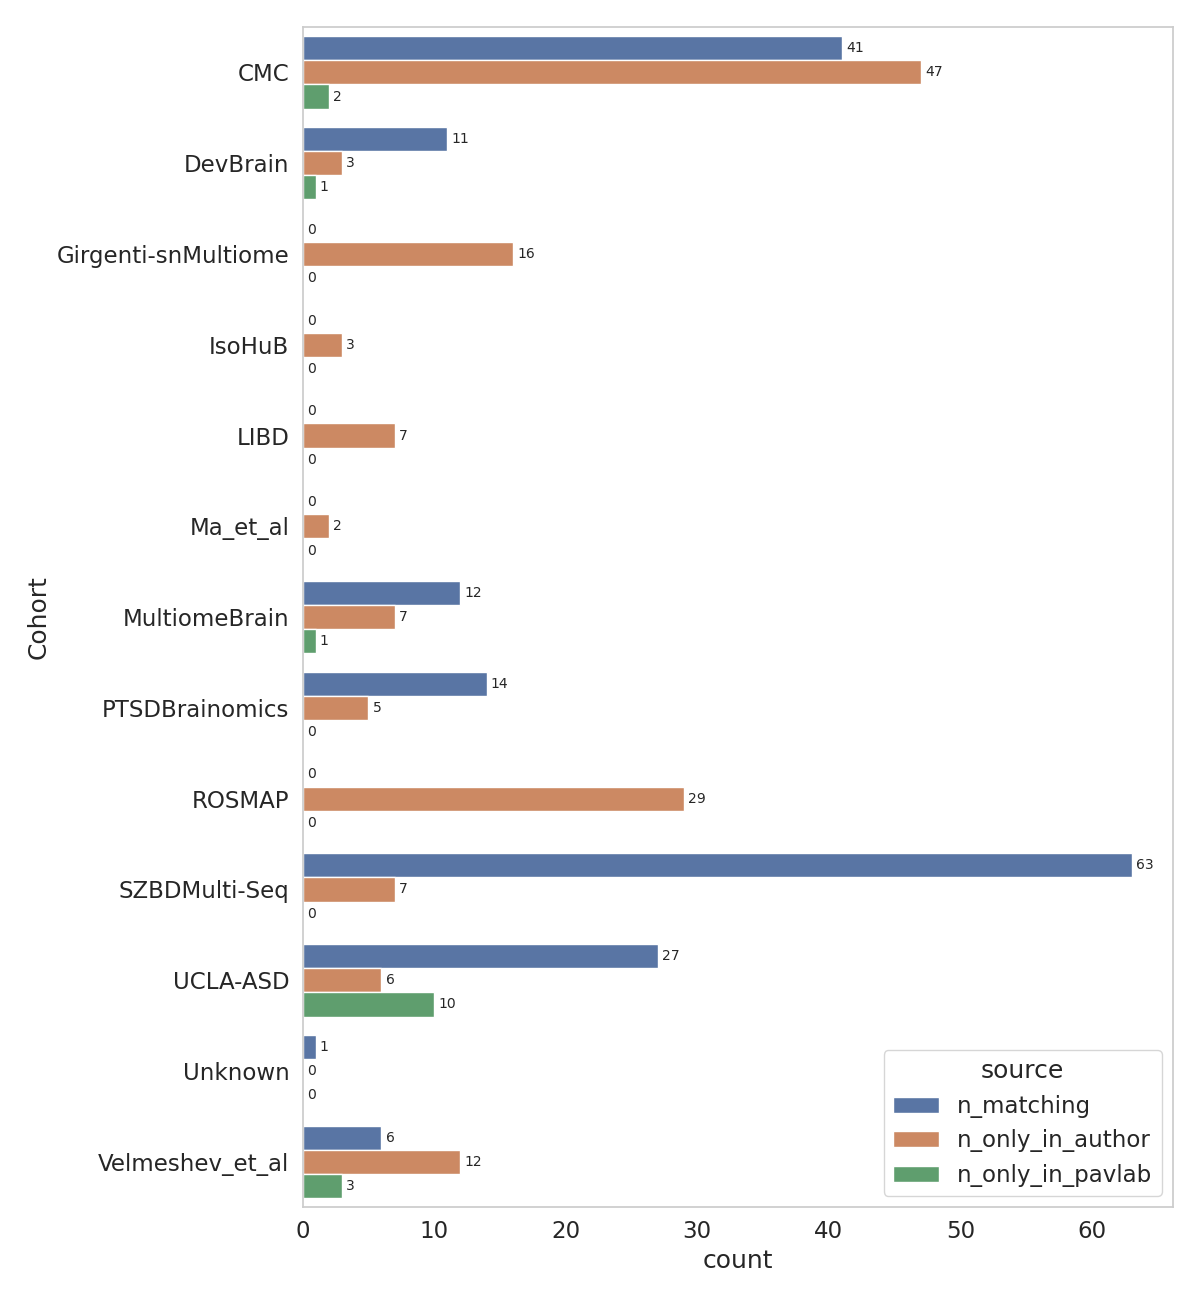 CMC
41
47
2
DevBrain
11
3
1
Girgenti-snMultiome
0
16
0
IsoHuB
0
3
0
LIBD
0
7
0
Ma_et_al
0
2
0
MultiomeBrain
12
7
1
PTSDBrainomics
14
5
0
ROSMAP
0
29
0
SZBDMulti-Seq
63
7
0
UCLA-ASD
27
6
10
Unknown
1
0
0
Velmeshev_et_al
6
12
3
Cohort
source
n_matching
n_only_in_author
n_only_in_pavlab
0 10 20 30 40 50 60
count